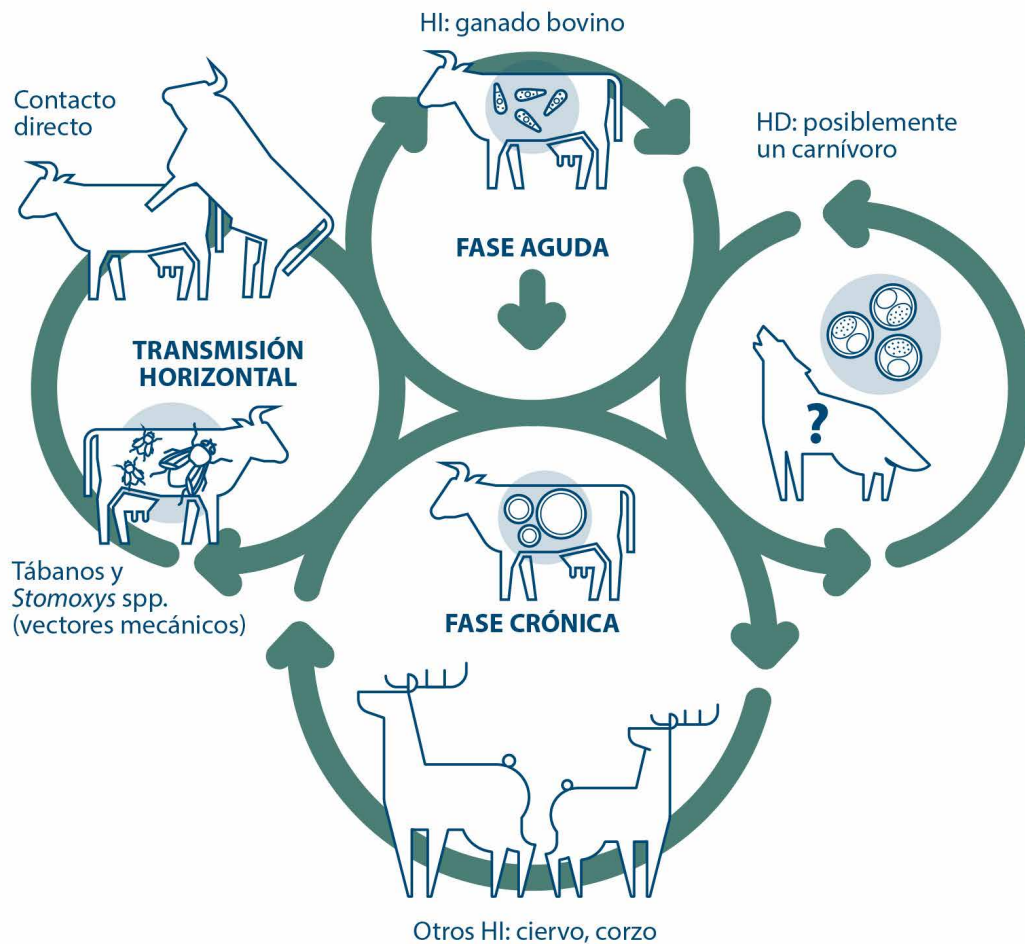 HI: ganado bovino
Contacto
directo
HD: posiblemente
un carnívoro
FASE AGUDA
TRANSMISIÓN
HORIZONTAL
?
Tábanos y
Stomoxys spp.
(vectores mecánicos)
FASE CRÓNICA
Otros HI: ciervo, corzo